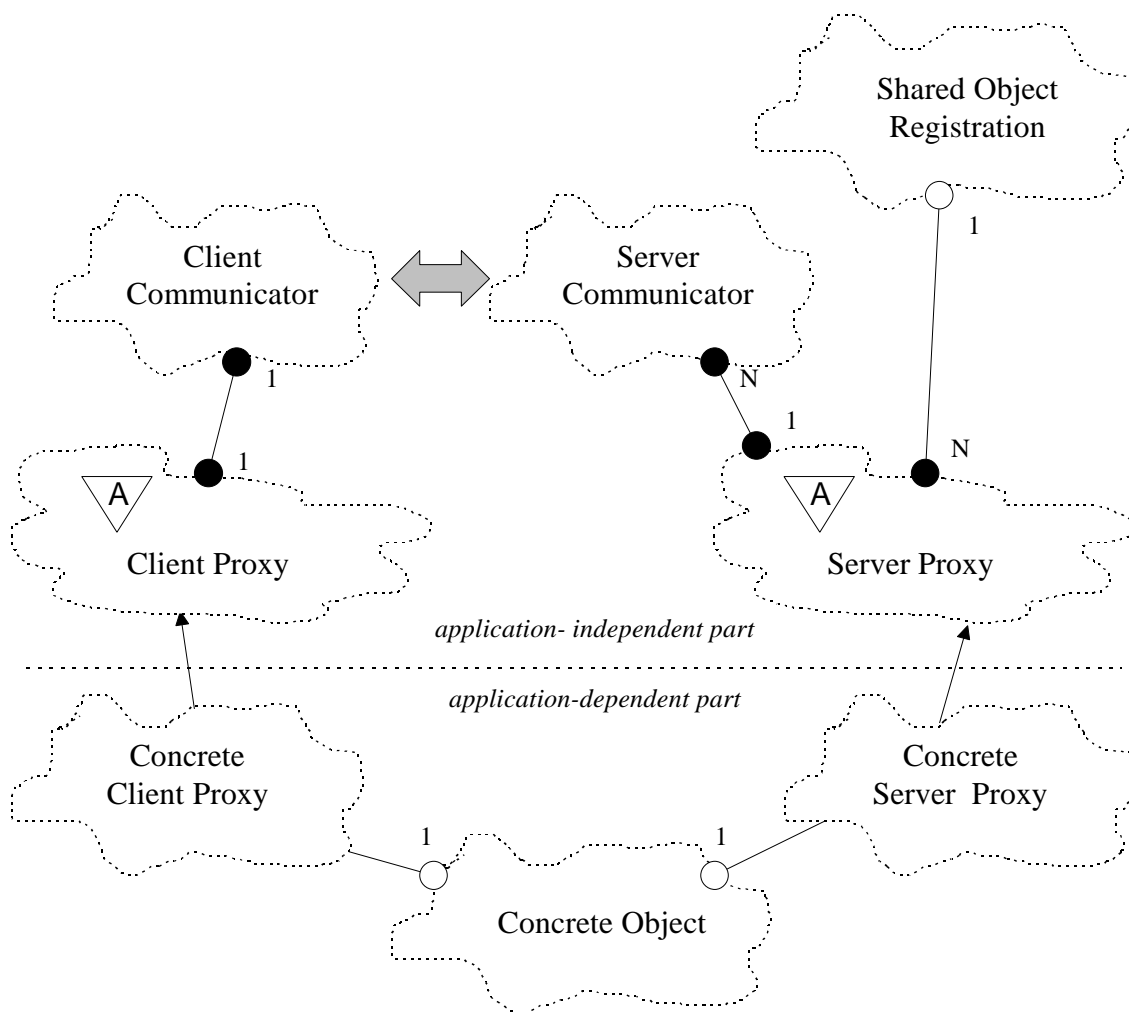 Shared Object
Registration
1
Client
Communicator
Server
Communicator
1
N
1
1
N
A
A
Client Proxy
Server Proxy
application- independent part
application-dependent part
Concrete
Client Proxy
Concrete
Server Proxy
1
1
Concrete Object